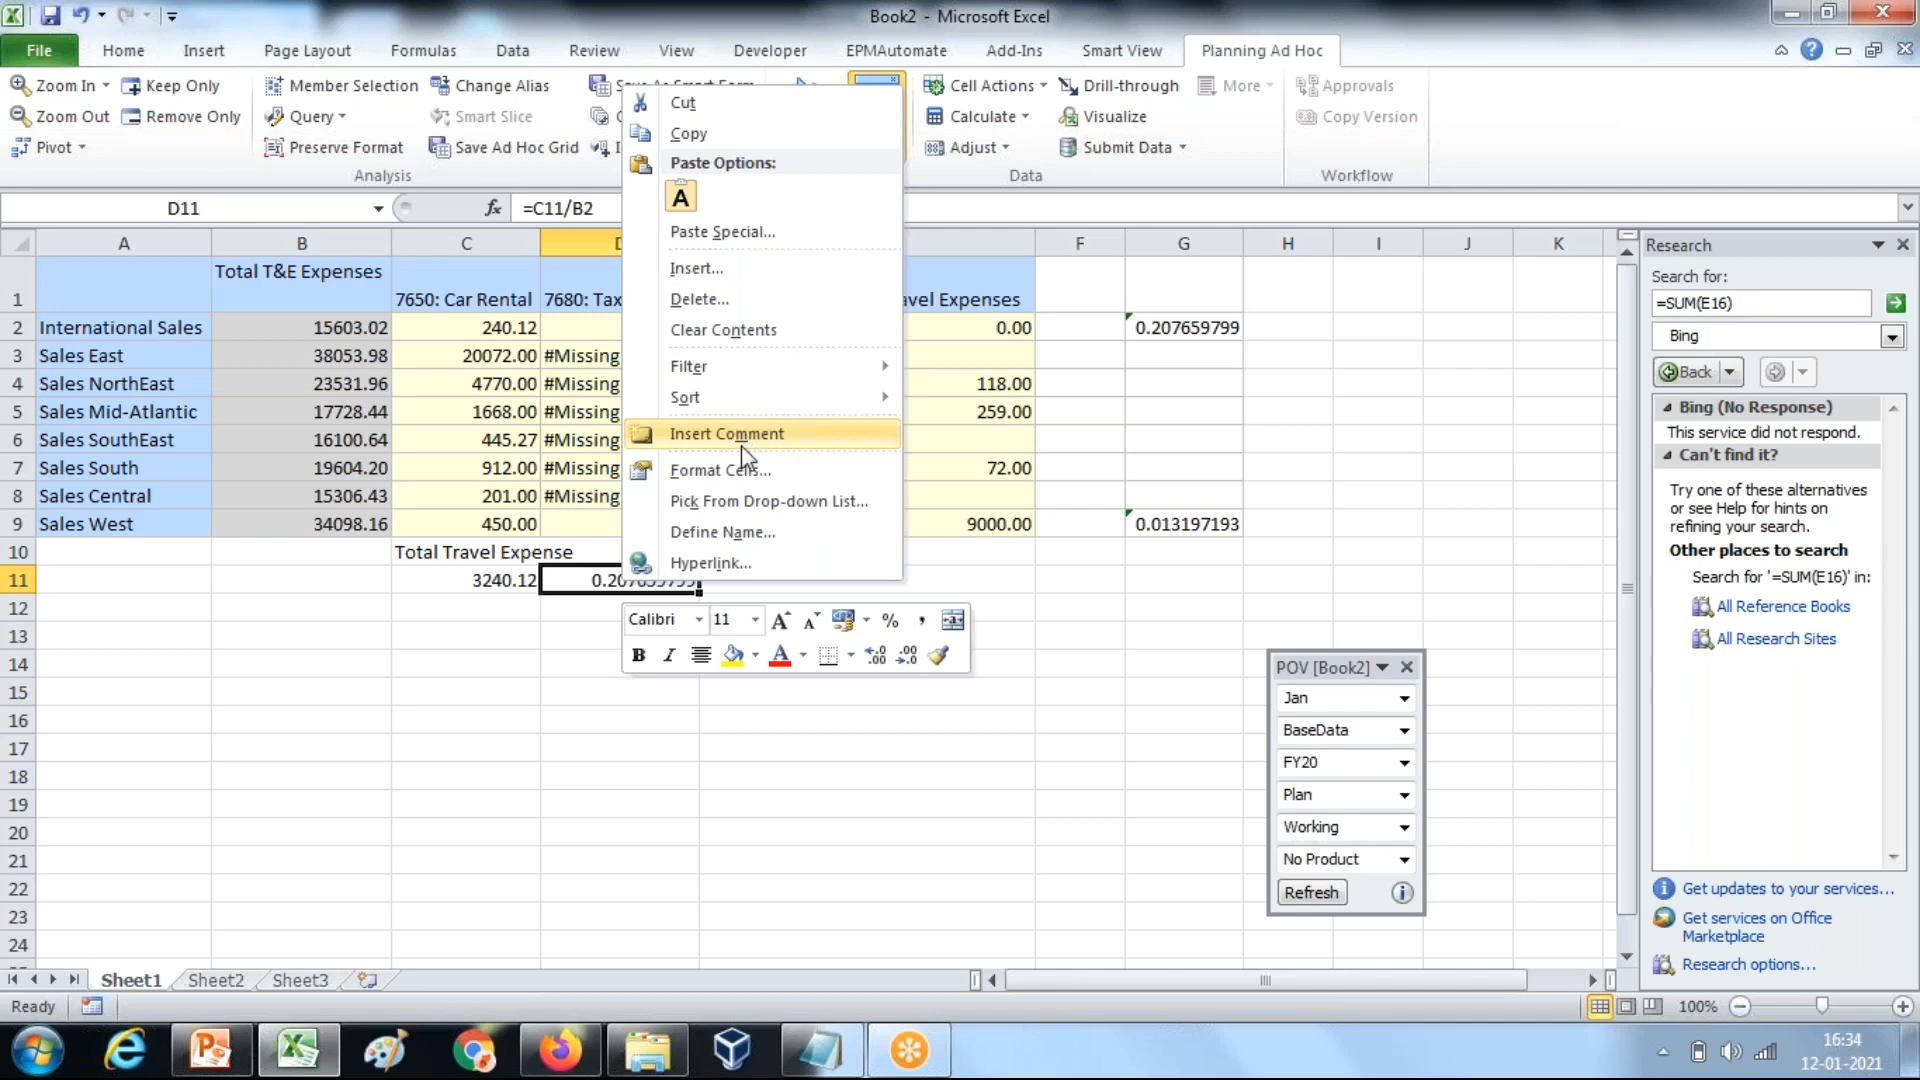 Book2 - Microsoft Excel
File Home Insert Page Layout Formulas Data Review View Developer EPMAutomate Add-Ins Smart View Planning Ad Hoc
Zoom In Keep Only Member Selection Change Alias Cell Actions Drill-through More Approvals
Zoom Out Remove Only Query Smart Slice Calculate Visualize Copy Version
Pivot Preserve Format Save Ad Hoc Grid Adjust Submit Data
Analysis Data Workflow
D11 fx =C11/B2
Cut
Copy
Paste Options:
A
Paste Special...
Insert...
Delete...
Clear Contents
Filter
Sort
Insert Comment
Format Cells...
Pick From Drop-down List...
Define Name...
Hyperlink...
A B C F G H I J K
1 Total T&E Expenses 7650: Car Rental 7680: Tax avel Expenses
2 International Sales 15603.02 240.12 0.00 0.207659799
3 Sales East 38053.98 20072.00 #Missing
4 Sales NorthEast 23531.96 4770.00 #Missing 118.00
5 Sales Mid-Atlantic 17728.44 1668.00 #Missing 259.00
6 Sales SouthEast 16100.64 445.27 #Missing
7 Sales South 19604.20 912.00 #Missing 72.00
8 Sales Central 15306.43 201.00 #Missing
9 Sales West 34098.16 450.00 9000.00 0.013197193
10 Total Travel Expense
11 3240.12 0.207659799
12
13
14
15
16
17
18
19
20
21
22
23
24
Calibri 11 A A % ,
B I A .00 .00
POV [Book2]
Jan
BaseData
FY20
Plan
Working
No Product
Refresh
Research
Search for:
=SUM(E16)
Bing
Back
Bing (No Response)
This service did not respond.
Can't find it?
Try one of these alternatives
or see Help for hints on
refining your search.
Other places to search
Search for '=SUM(E16)' in:
All Reference Books
All Research Sites
Get updates to your services...
Get services on Office
Marketplace
Research options...
Sheet1 Sheet2 Sheet3
Ready 100%
16:34
12-01-2021